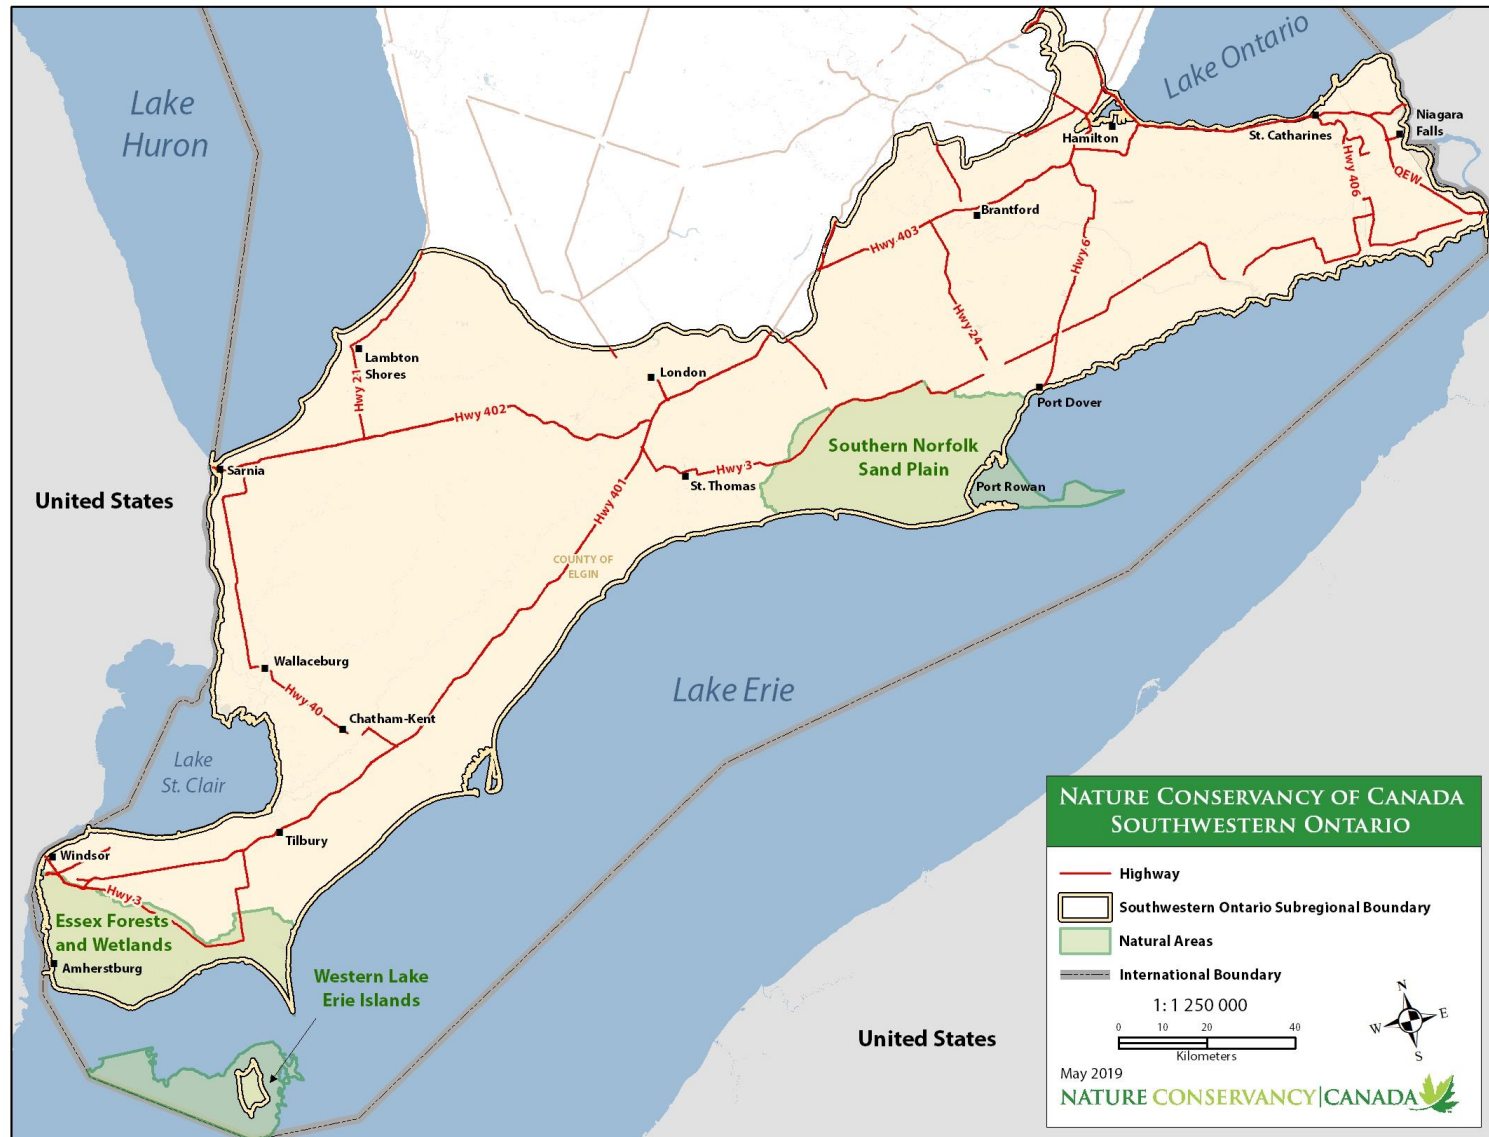 Lake Ontario
Lake
Huron
Niagara
Falls
St. Catharines
Hamilton
Hwy 406
QEW
Brantford
Hwy 403
Hwy 6
Hwy 24
Lambton
Shores
London
Hwy 21
Hwy 402
Port Dover
Southern Norfolk
Sand Plain
Sarnia
Hwy 3
St. Thomas
Port Rowan
United States
Hwy 401
COUNTY OF
ELGIN
Wallaceburg
Lake Erie
Hwy 40
Chatham-Kent
Lake
St. Clair
Tilbury
Windsor
Hwy 3
Essex Forests
and Wetlands
Amherstburg
Western Lake
Erie Islands
United States
NATURE CONSERVANCY OF CANADA
SOUTHWESTERN ONTARIO
Highway
Southwestern Ontario Subregional Boundary
Natural Areas
International Boundary
1: 1 250 000
0 10 20 40
Kilometers
N
W E
S
May 2019
NATURE CONSERVANCY CANADA